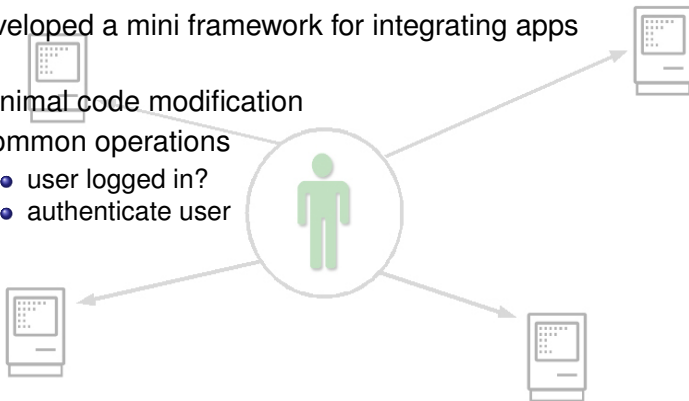 veloped a mini framework for integrating apps
nimal code modification
ommon operations
user logged in?
authenticate user